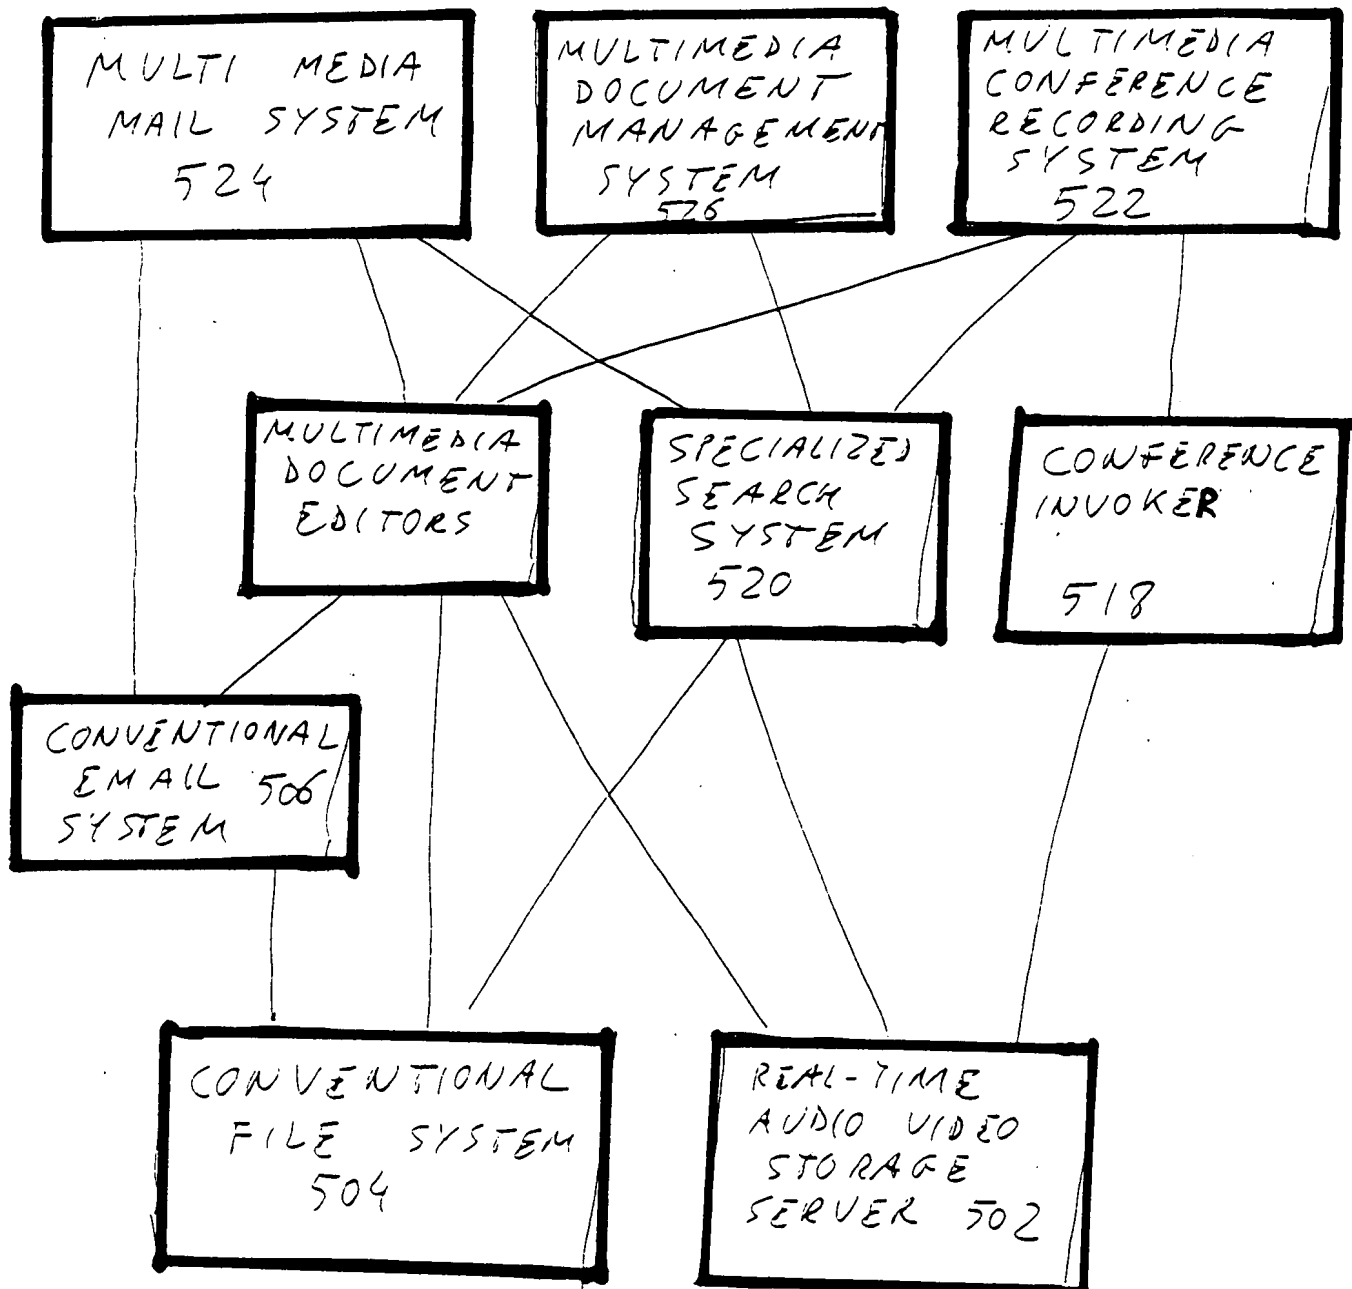 MULTI MEDIA
MAIL SYSTEM
524
MULTIMEDIA
DOCUMENT
MANAGEMENT
SYSTEM
526
MULTIMEDIA
CONFERENCE
RECORDING
SYSTEM
522
MULTIMEDIA
DOCUMENT
EDITORS
SPECIALIZED
SEARCH
SYSTEM
520
CONFERENCE
INVOKER
518
CONVENTIONAL
EMAIL 506
SYSTEM
CONVENTIONAL
FILE SYSTEM
504
REAL-TIME
AUDIO VIDEO
STORAGE
SERVER 502